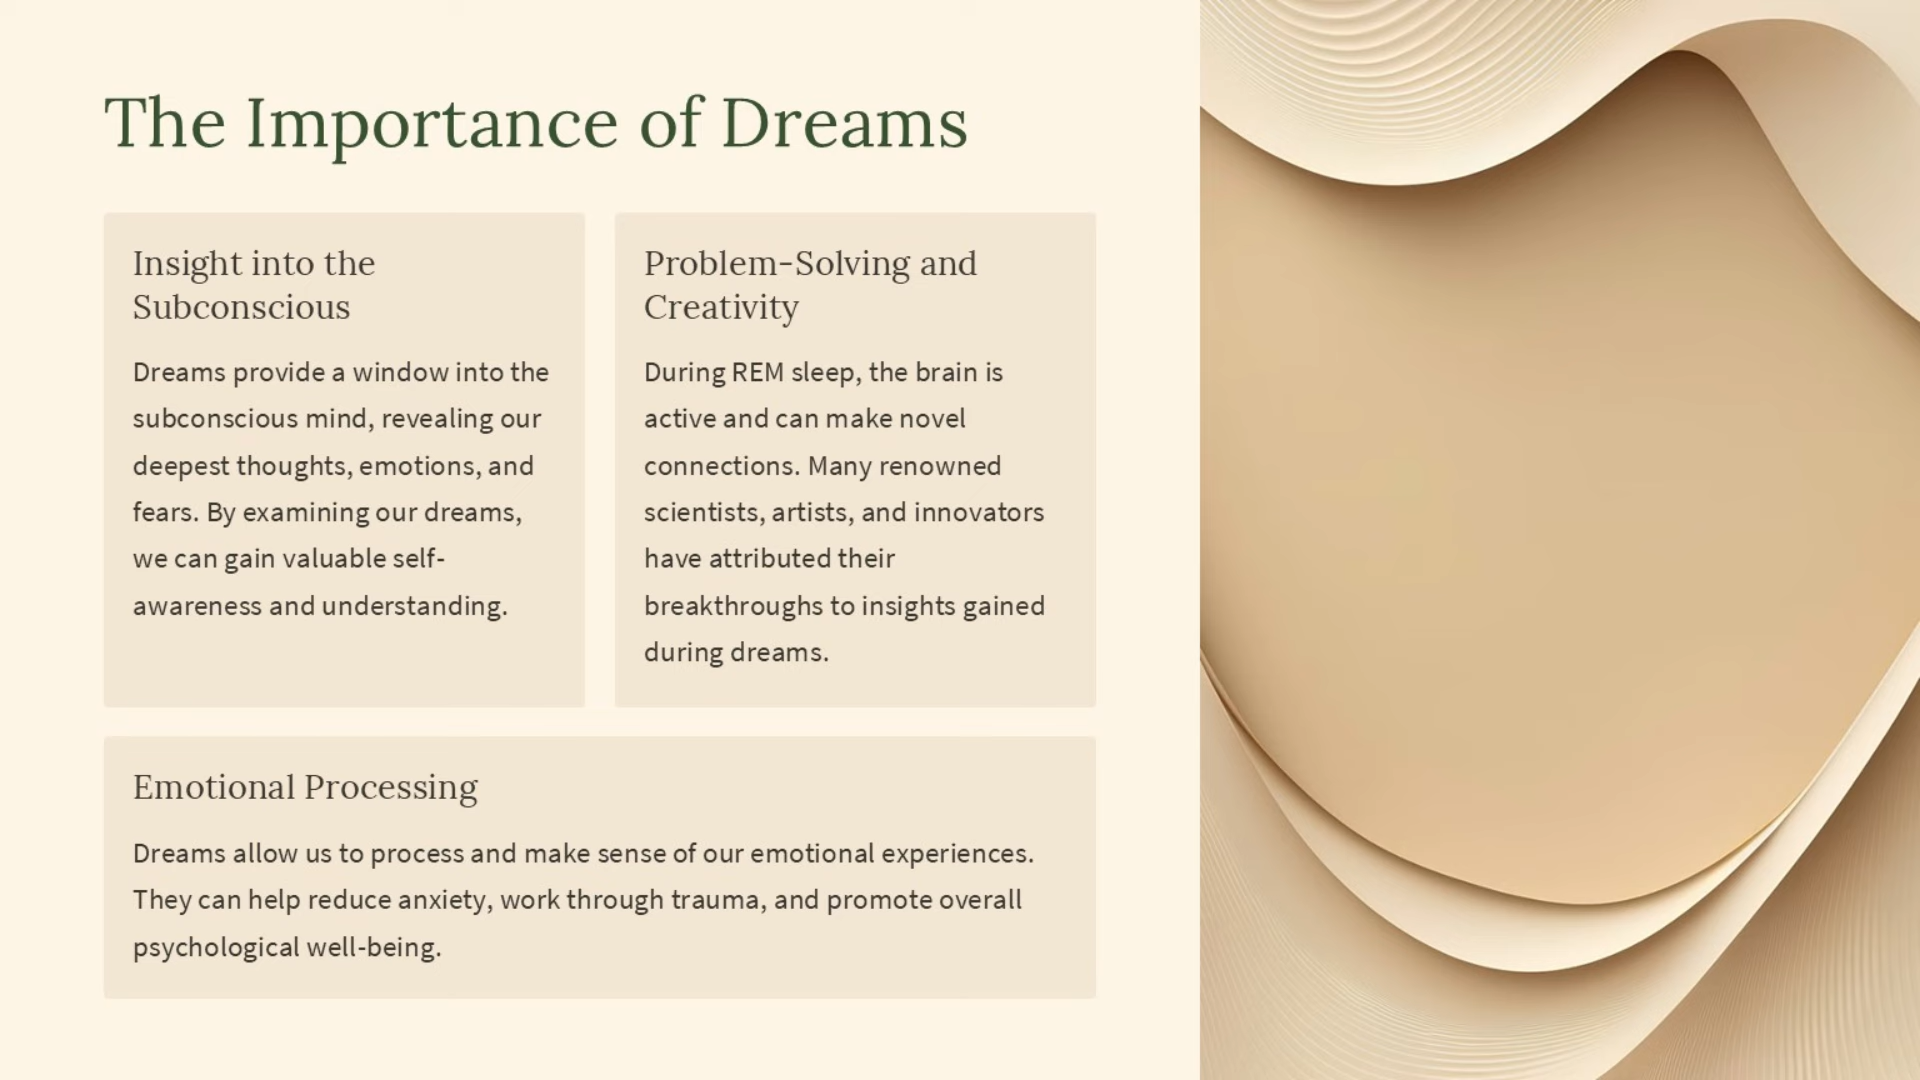 The Importance of Dreams
Insight into the
Subconscious
Dreams provide a window into the
subconscious mind, revealing our
deepest thoughts, emotions, and
fears. By examining our dreams,
we can gain valuable self-
awareness and understanding.
Problem-Solving and
Creativity
During REM sleep, the brain is
active and can make novel
connections. Many renowned
scientists, artists, and innovators
have attributed their
breakthroughs to insights gained
during dreams.
Emotional Processing
Dreams allow us to process and make sense of our emotional experiences.
They can help reduce anxiety, work through trauma, and promote overall
psychological well-being.